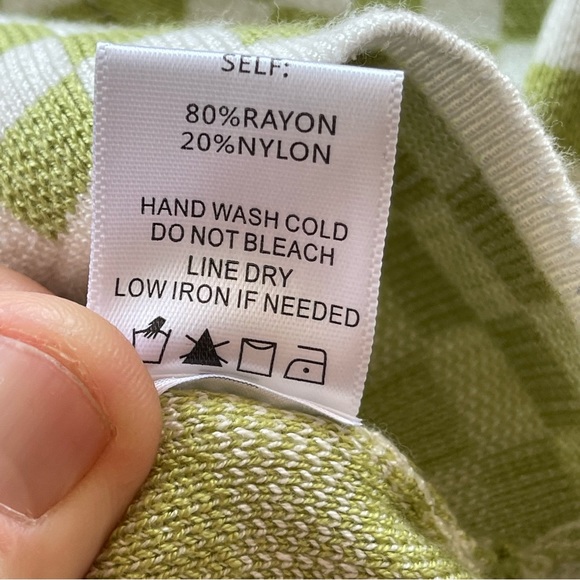 SELF:
80%RAYON
20%NYLON
HAND WASH COLD
DO NOT BLEACH
LINE DRY
LOW IRON IF NEEDED